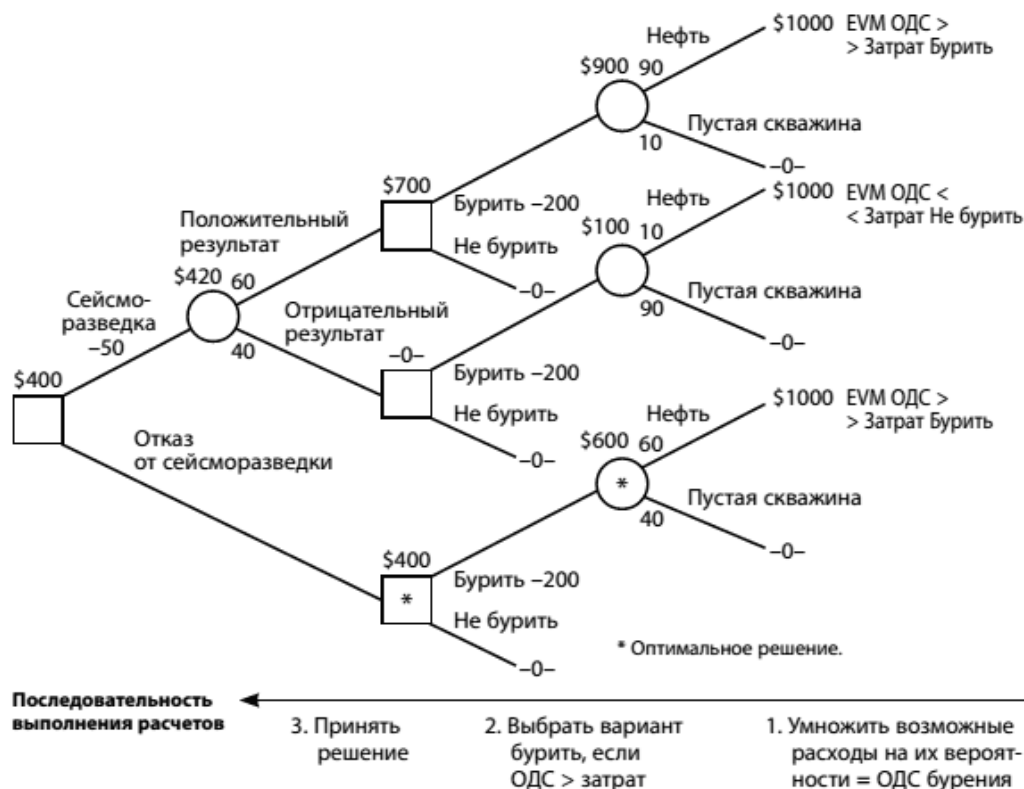 $1000 EVM ОДС >
> Затрат Бурить
Нефть
$900 90
Пустая скважина
10
–0–
$700
Бурить –200
Не бурить
–0–
Нефть
$1000 EVM ОДС <
< Затрат Не бурить
$100 10
Пустая скважина
90
–0–
Положительный
результат
$420 60
Сейсмо-
разведка
–50
40
Отрицательный
результат
–0–
Бурить –200
Не бурить
–0–
$400
Отказ
от сейсморазведки
Нефть
$1000 EVM ОДС >
> Затрат Бурить
$600 60
*
Пустая скважина
40
–0–
$400
*
Бурить –200
Не бурить
–0–
* Оптимальное решение.
Последовательность
выполнения расчетов
3. Принять
решение
2. Выбрать вариант
бурить, если
ОДС > затрат
1. Умножить возможные
расходы на их вероят-
ности = ОДС бурения